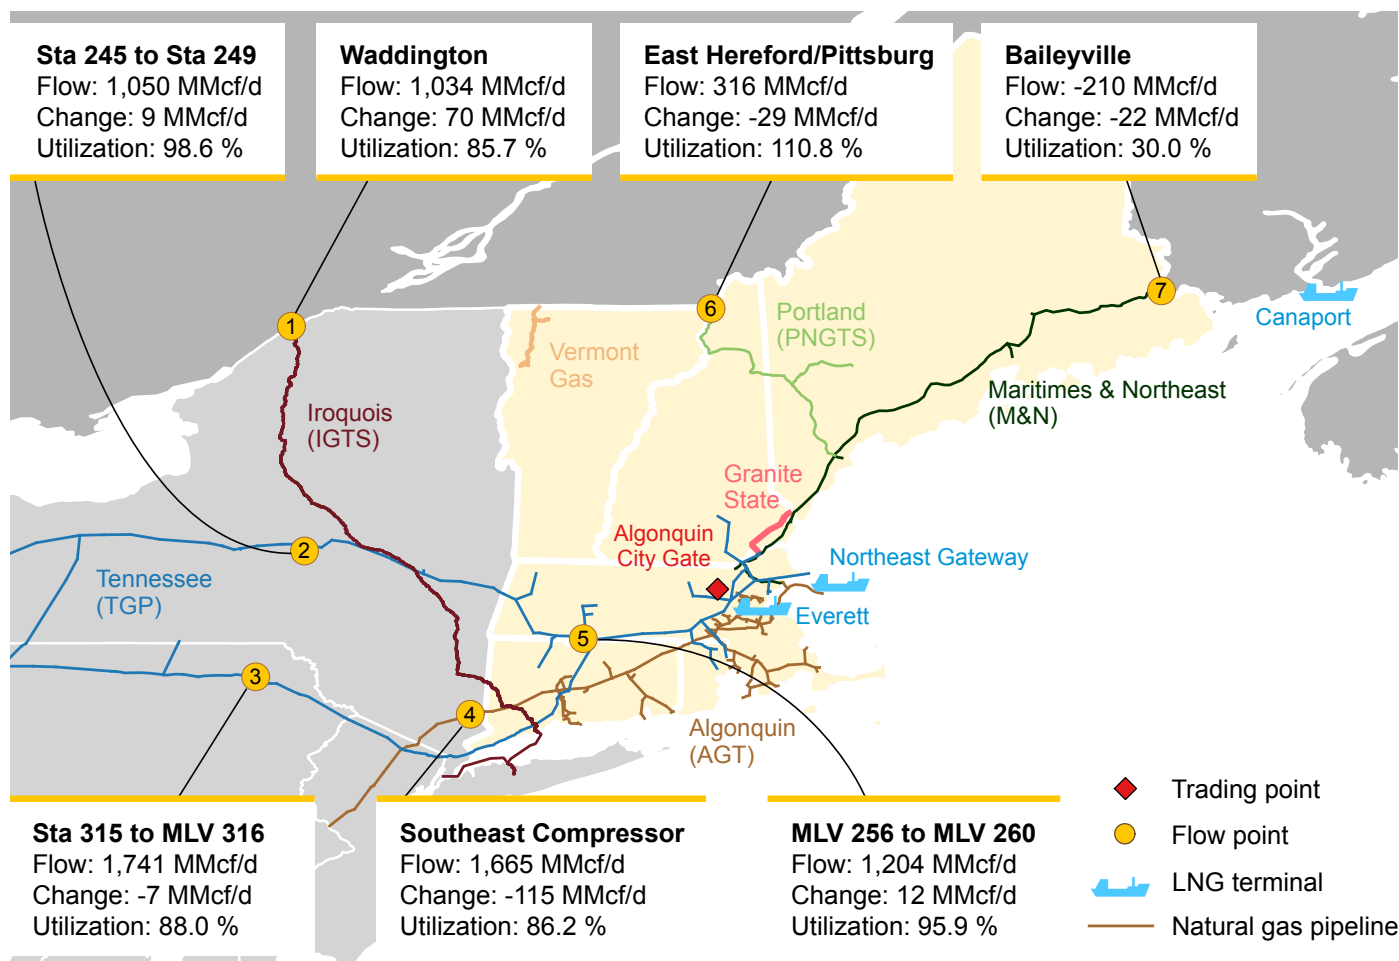 Sta 245 to Sta 249
Flow: 1,050 MMcf/d
Change: 9 MMcf/d
Utilization: 98.6 %
Waddington
Flow: 1,034 MMcf/d
Change: 70 MMcf/d
Utilization: 85.7 %
East Hereford/Pittsburg
Flow: 316 MMcf/d
Change: -29 MMcf/d
Utilization: 110.8 %
Baileyville
Flow: -210 MMcf/d
Change: -22 MMcf/d
Utilization: 30.0 %
7
6
1
Canaport
Portland
(PNGTS)
Vermont
Gas
Maritimes & Northeast
(M&N)
Iroquois
(IGTS)
Granite
State
Algonquin
City Gate
2
Northeast Gateway
Tennessee
(TGP)
Everett
5
3
4
Algonquin
(AGT)
Sta 315 to MLV 316
Flow: 1,741 MMcf/d
Change: -7 MMcf/d
Utilization: 88.0 %
Southeast Compressor
Flow: 1,665 MMcf/d
Change: -115 MMcf/d
Utilization: 86.2 %
MLV 256 to MLV 260
Flow: 1,204 MMcf/d
Change: 12 MMcf/d
Utilization: 95.9 %
Trading point
Flow point
LNG terminal
Natural gas pipeline